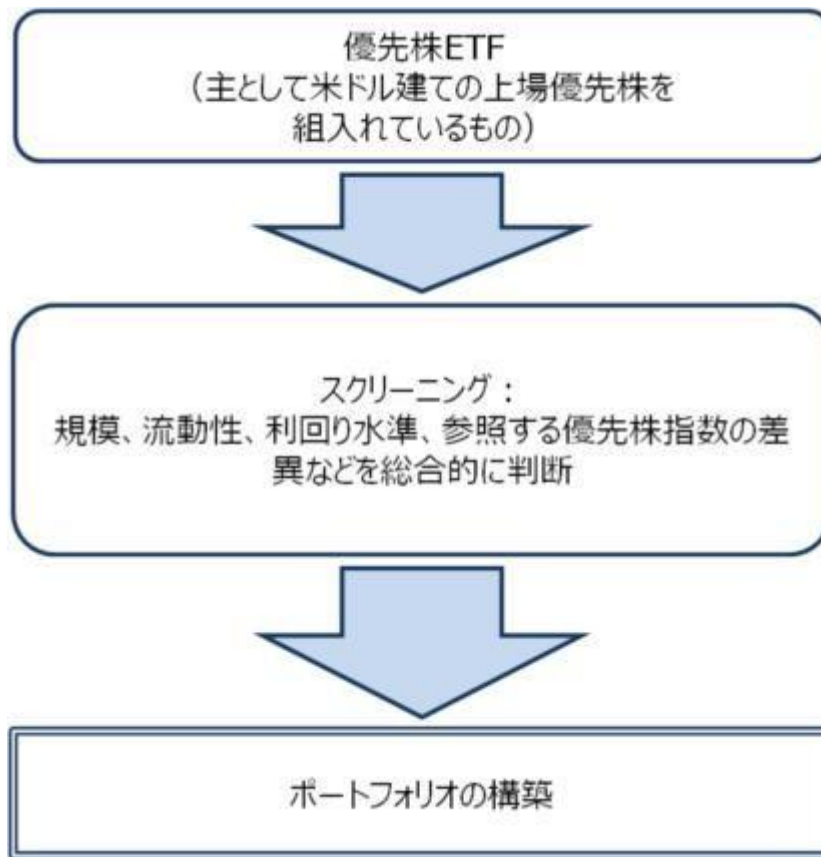 優先株ETF
（主として米ドル建ての上場優先株を
組入れているもの）
スクリーニング：
規模、流動性、利回り水準、参照する優先株指数の差
異などを総合的に判断
ポートフォリオの構築